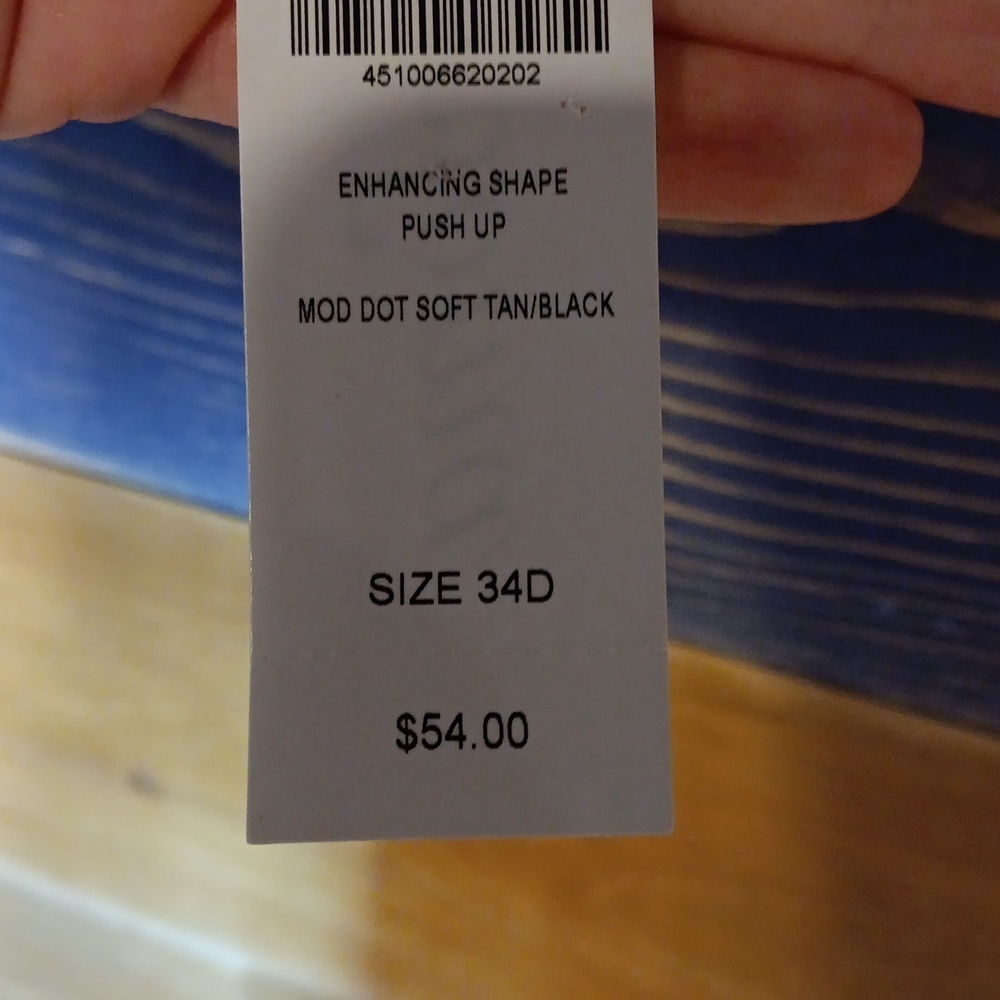 451006620202
ENHANCING SHAPE
PUSH UP
MOD DOT SOFT TAN/BLACK
SIZE 34D
$54.00